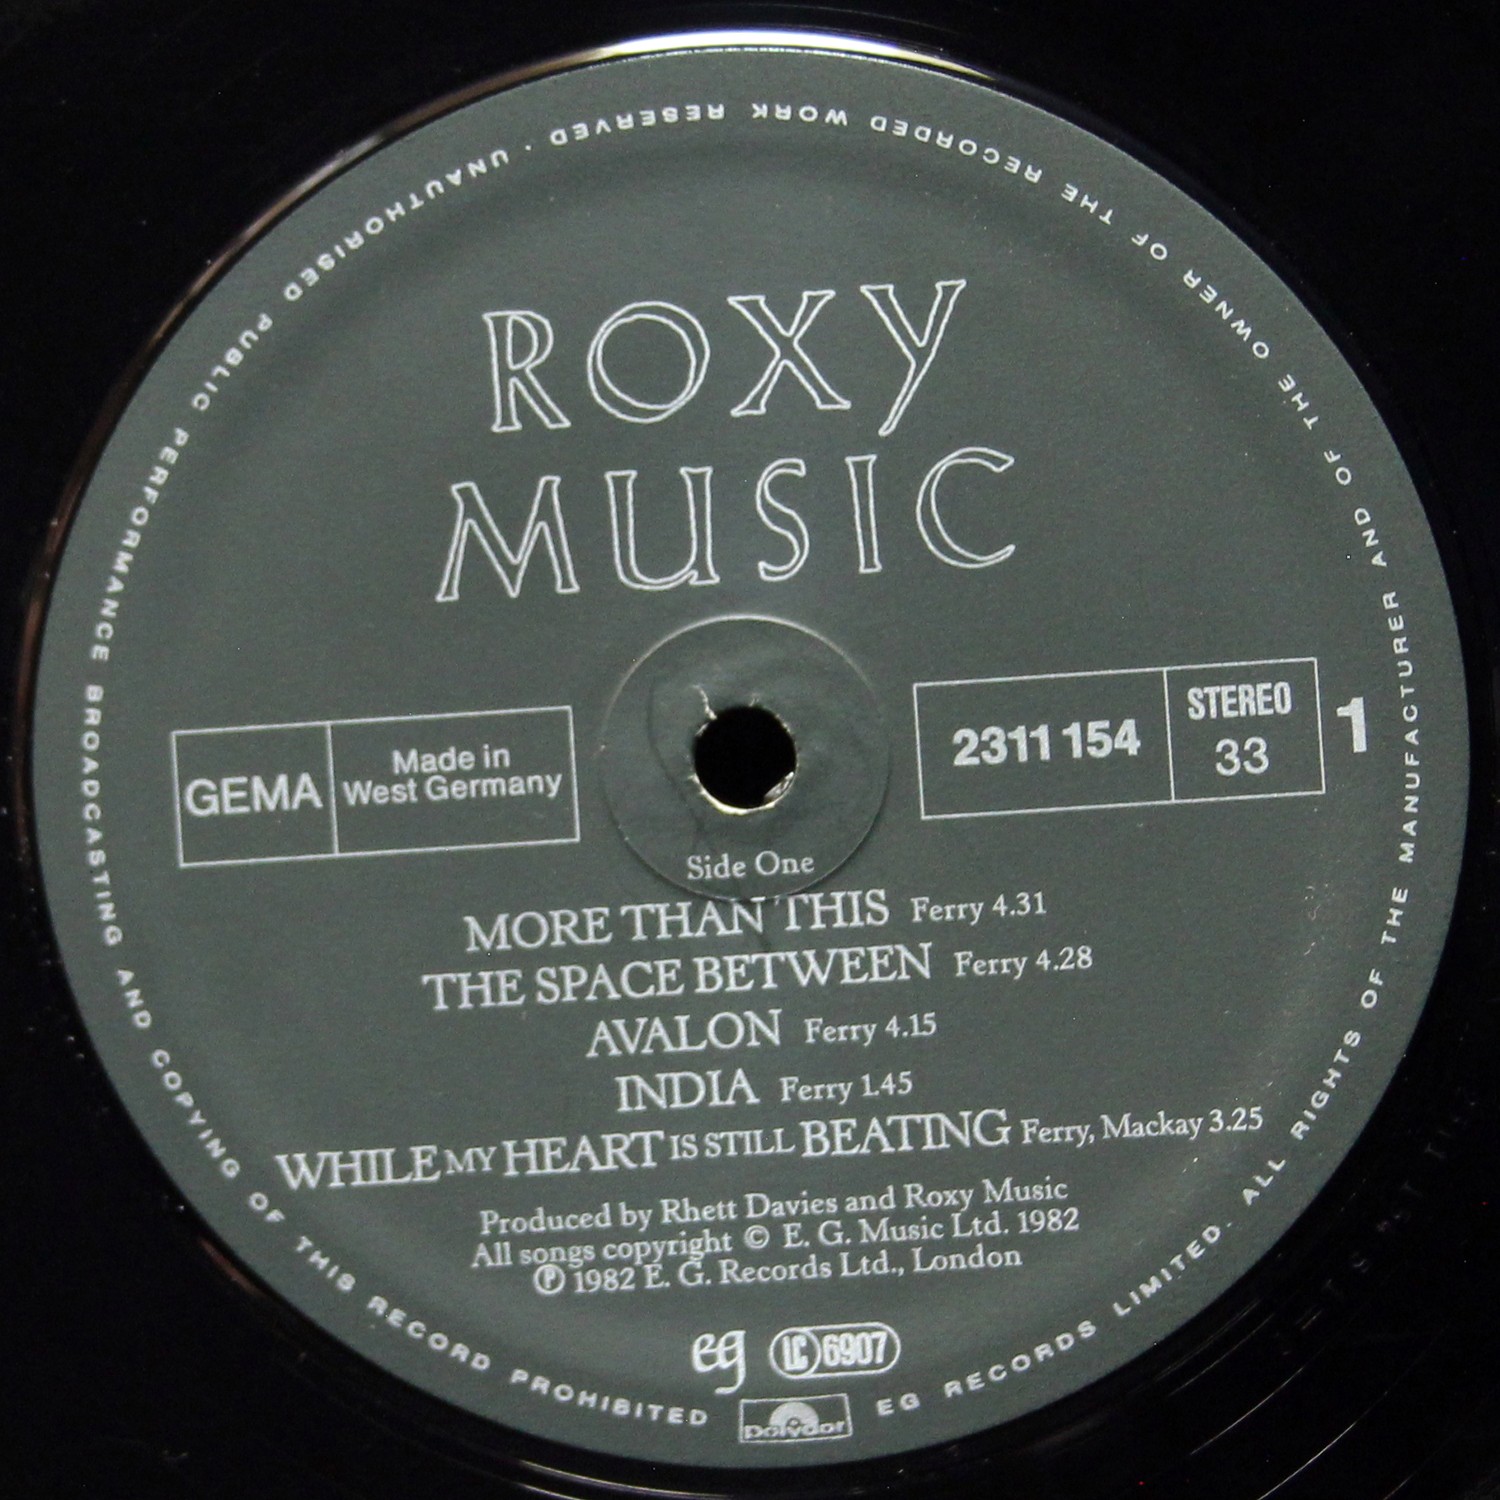 ROXY
MUSIC
GEMA
Made in
West Germany
2311 154
STEREO
33
1
Side One
MORE THAN THIS Ferry 4.31
THE SPACE BETWEEN Ferry 4.28
AVALON Ferry 4.15
INDIA Ferry 1.45
WHILE MY HEART IS STILL BEATING Ferry, Mackay 3.25
Produced by Rhett Davies and Roxy Music
All songs copyright © E. G. Music Ltd. 1982
℗ 1982 E. G. Records Ltd., London
eg LC 6907
Polydor
EG RECORDS LIMITED. ALL RIGHTS OF THE MANUFACTURER AND OF THE OWNER OF THE RECORDED WORK RESERVED · UNAUTHORISED PUBLIC PERFORMANCE BROADCASTING AND COPYING OF THIS RECORD PROHIBITED